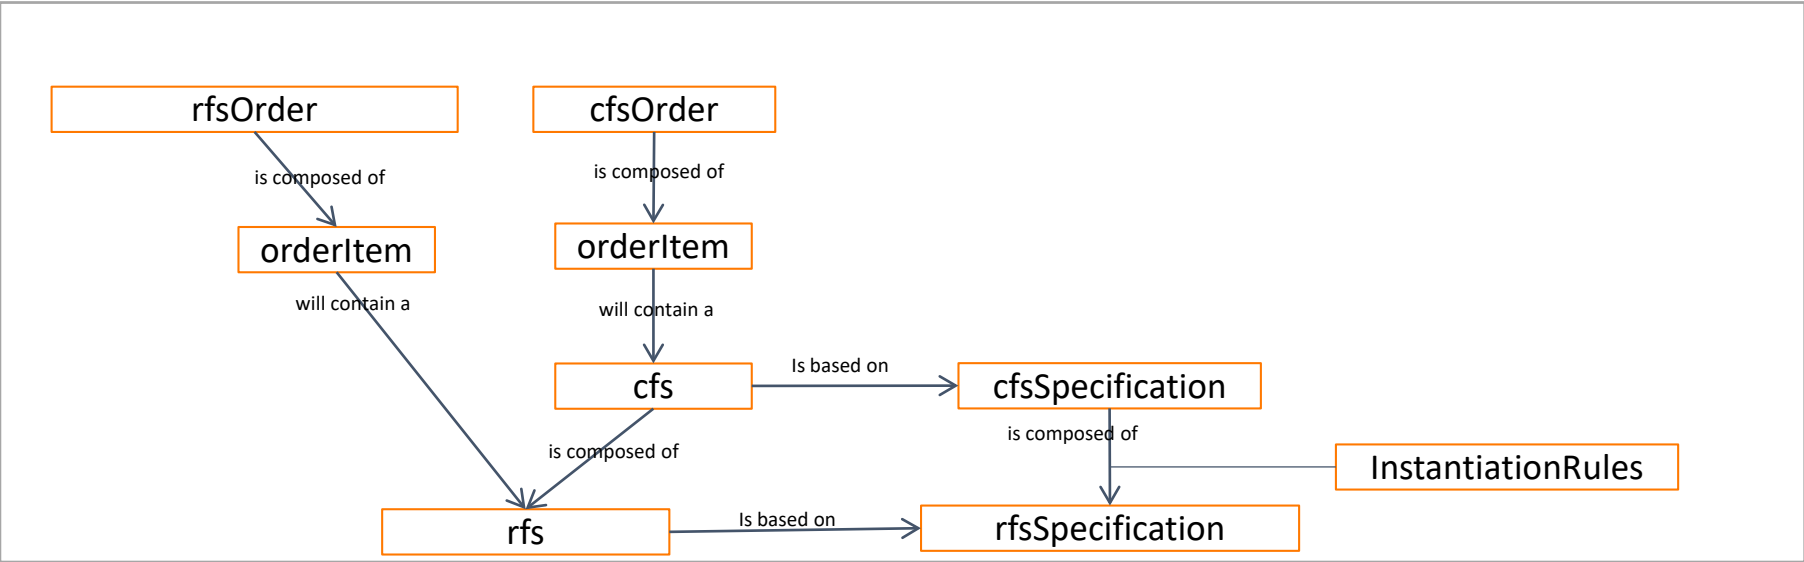 rfsOrder
cfsOrder
is composed of
is composed of
orderItem
orderItem
will contain a
will contain a
Is based on
cfs
cfsSpecification
is composed of
is composed of
InstantiationRules
Is based on
rfs
rfsSpecification